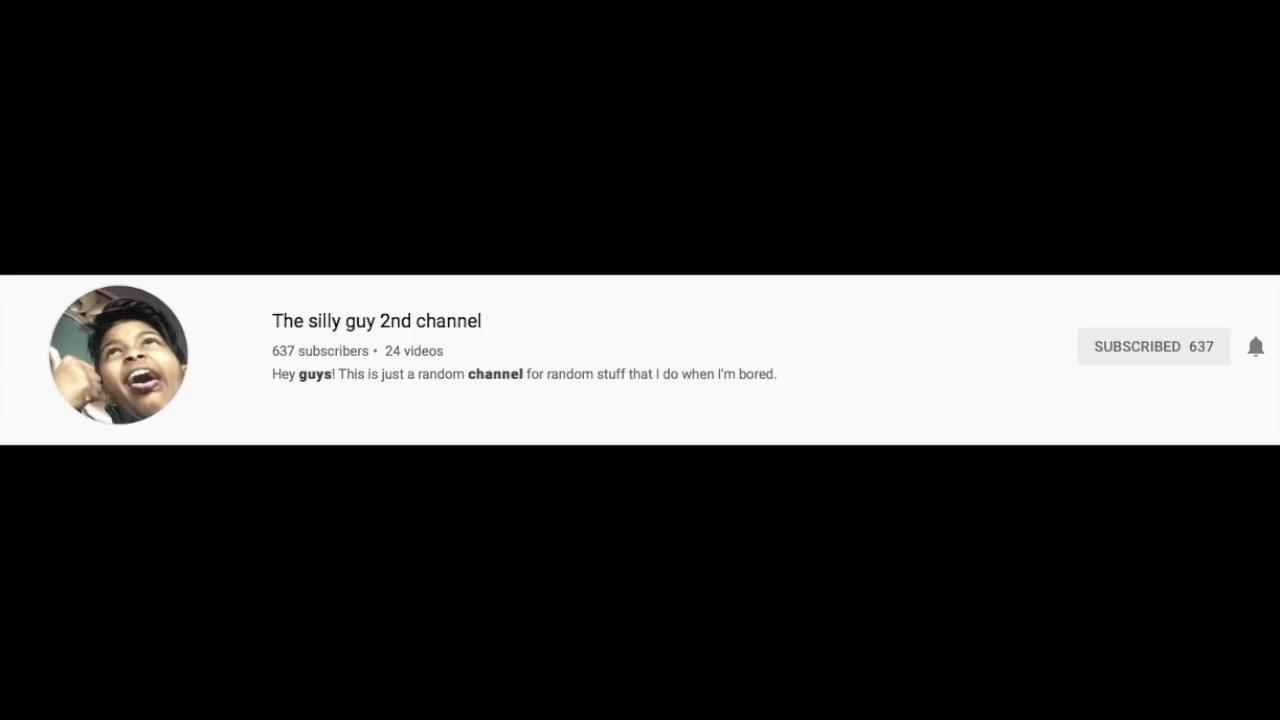 The silly guy 2nd channel
637 subscribers • 24 videos
Hey guys! This is just a random channel for random stuff that I do when I'm bored.
SUBSCRIBED 637